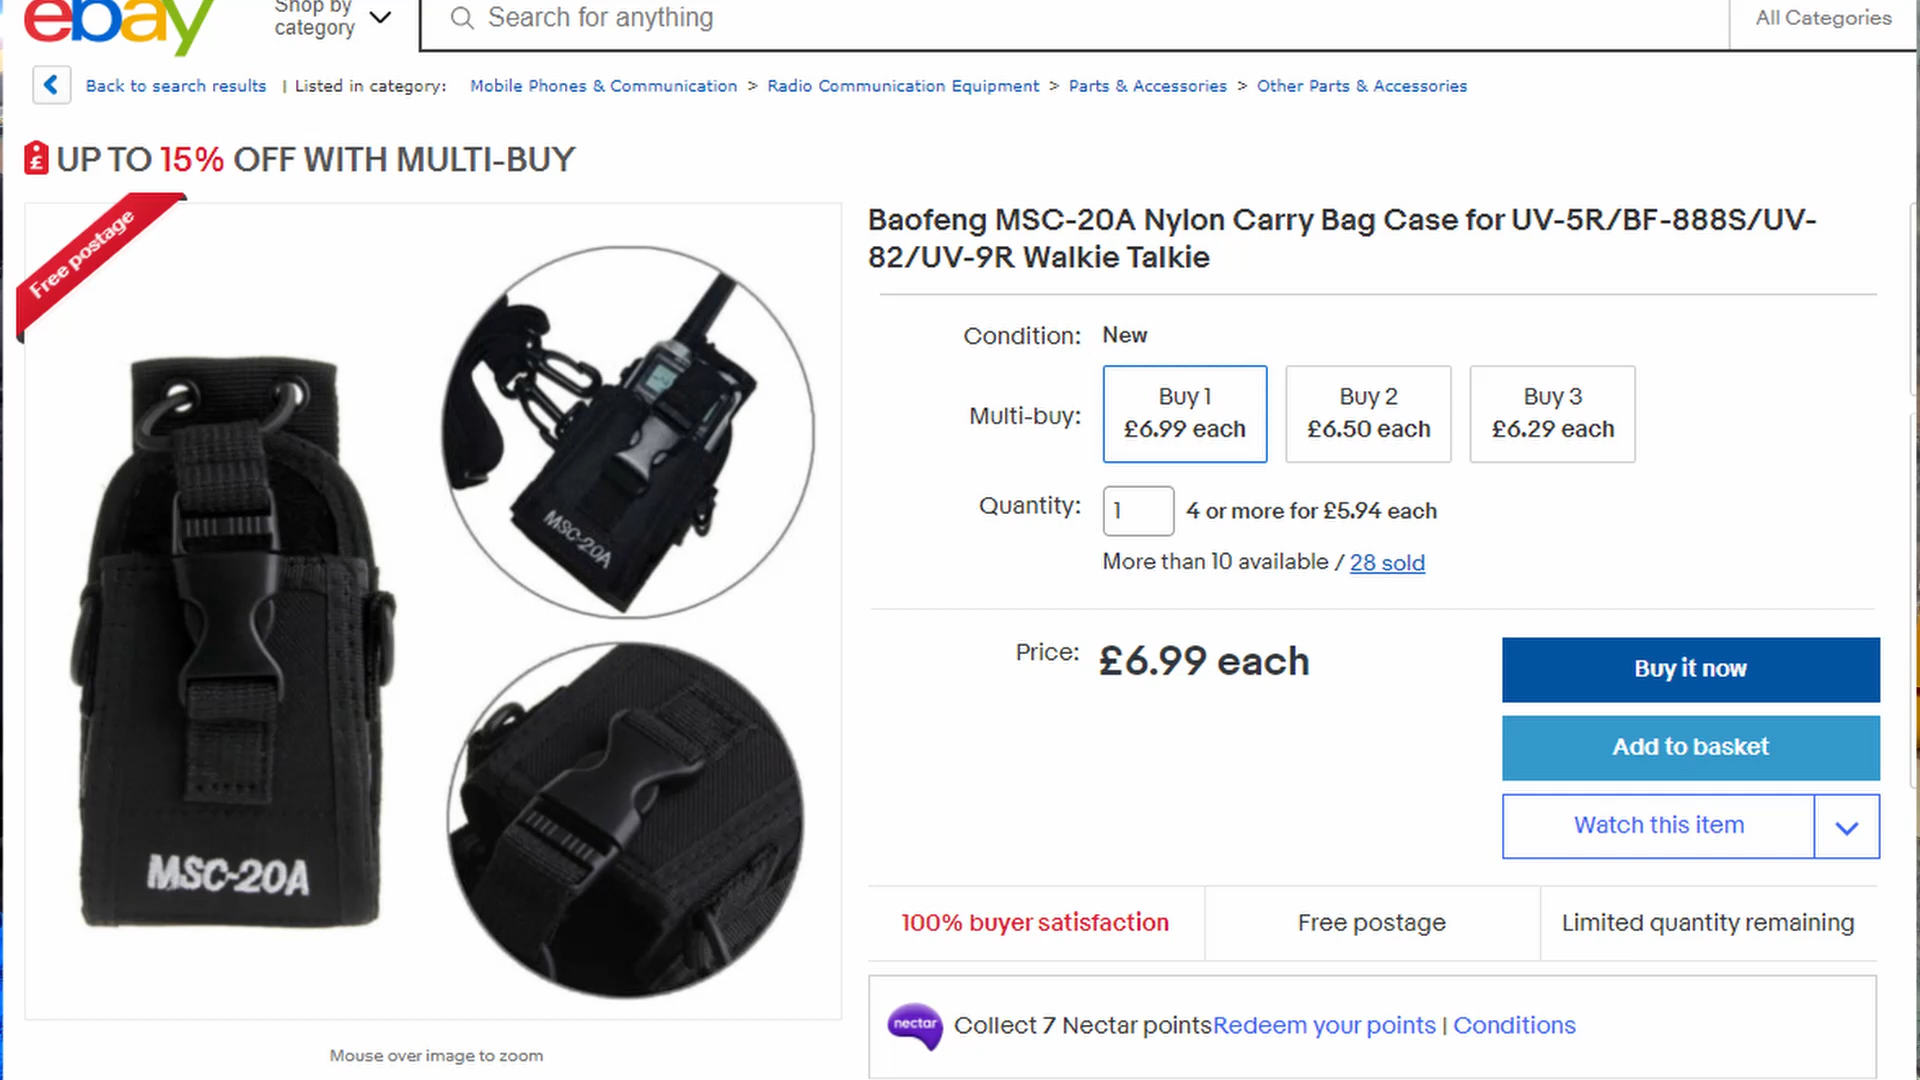 ebay
Shop by
category
Search for anything
All Categories
Back to search results | Listed in category: Mobile Phones & Communication > Radio Communication Equipment > Parts & Accessories > Other Parts & Accessories
£ UP TO 15% OFF WITH MULTI-BUY
Free postage
Baofeng MSC-20A Nylon Carry Bag Case for UV-5R/BF-888S/UV-
82/UV-9R Walkie Talkie
Condition: New
Multi-buy:
Buy 1
£6.99 each
Buy 2
£6.50 each
Buy 3
£6.29 each
Quantity: 1 4 or more for £5.94 each
More than 10 available / 28 sold
Price: £6.99 each
Buy it now
Add to basket
Watch this item
100% buyer satisfaction
Free postage
Limited quantity remaining
nectar Collect 7 Nectar pointsRedeem your points | Conditions
MSC-20A
MSC-20A
Mouse over image to zoom